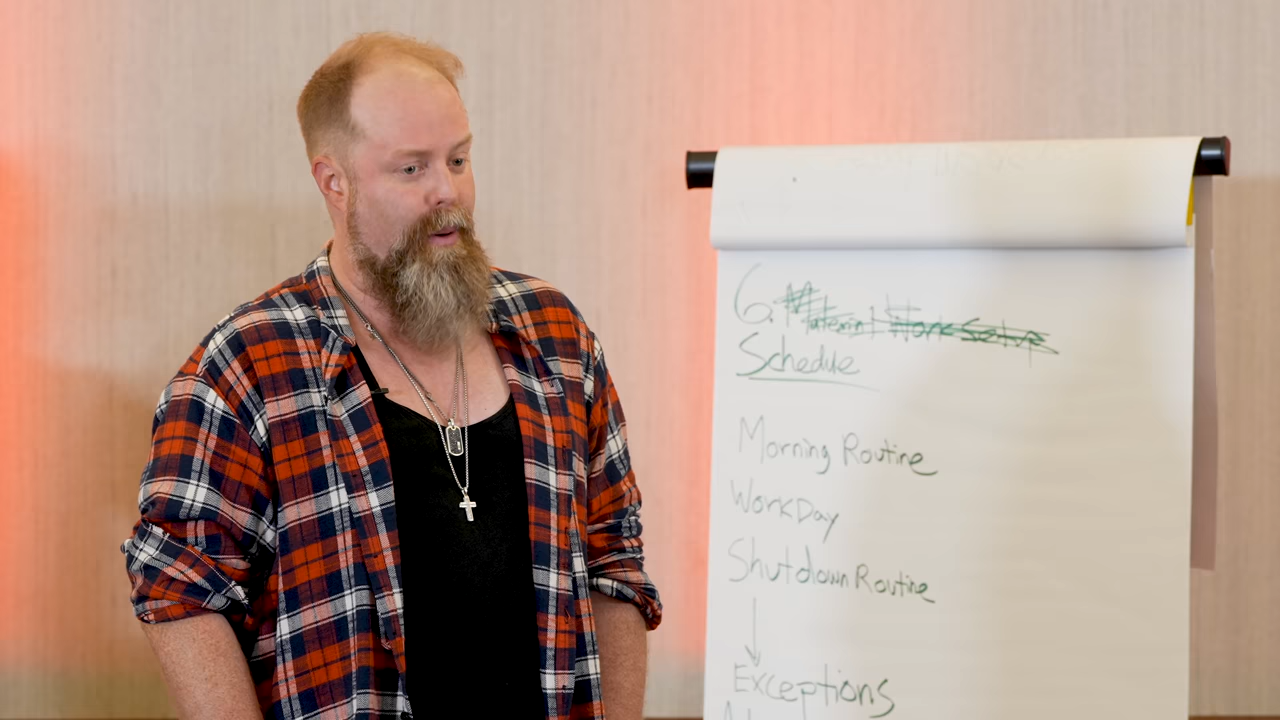 6.
Schedule
Morning Routine
WorkDay
Shutdown Routine
Exceptions